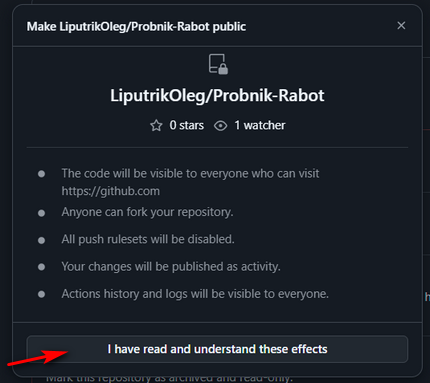 Make LiputrikOleg/Probnik-Rabot public
LiputrikOleg/Probnik-Rabot
0 stars 1 watcher
The code will be visible to everyone who can visit
https://github.com
Anyone can fork your repository.
All push rulesets will be disabled.
Your changes will be published as activity.
Actions history and logs will be visible to everyone.
I have read and understand these effects
Mark this repository as archived and read-only.